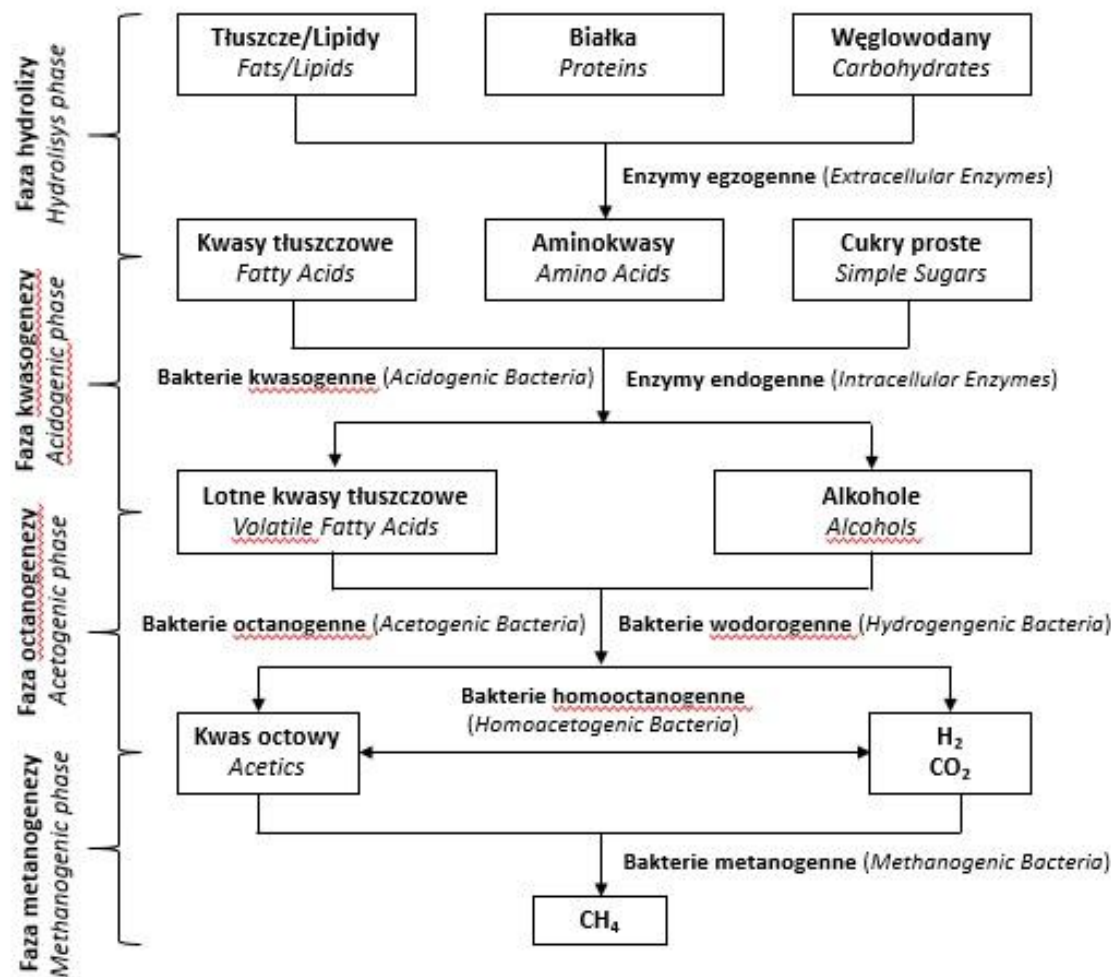 Faza hydrolizy
Hydrolisys phase
Tłuszcze/Lipidy
Fats/Lipids
Białka
Proteins
Węglowodany
Carbohydrates
Enzymy egzogenne (Extracellular Enzymes)
Kwasy tłuszczowe
Fatty Acids
Aminokwasy
Amino Acids
Cukry proste
Simple Sugars
Faza kwasogenezy
Acidogenic phase
Bakterie kwasogenne (Acidogenic Bacteria)
Enzymy endogenne (Intracellular Enzymes)
Lotne kwasy tłuszczowe
Volatile Fatty Acids
Alkohole
Alcohols
Faza octanogenezy
Acetogenic phase
Bakterie octanogenne (Acetogenic Bacteria)
Bakterie wodorogenne (Hydrogengenic Bacteria)
Bakterie homooctanogenne
(Homoacetogenic Bacteria)
Kwas octowy
Acetics
H₂
CO₂
Faza metanogenezy
Methanogenic phase
Bakterie metanogenne (Methanogenic Bacteria)
CH₄